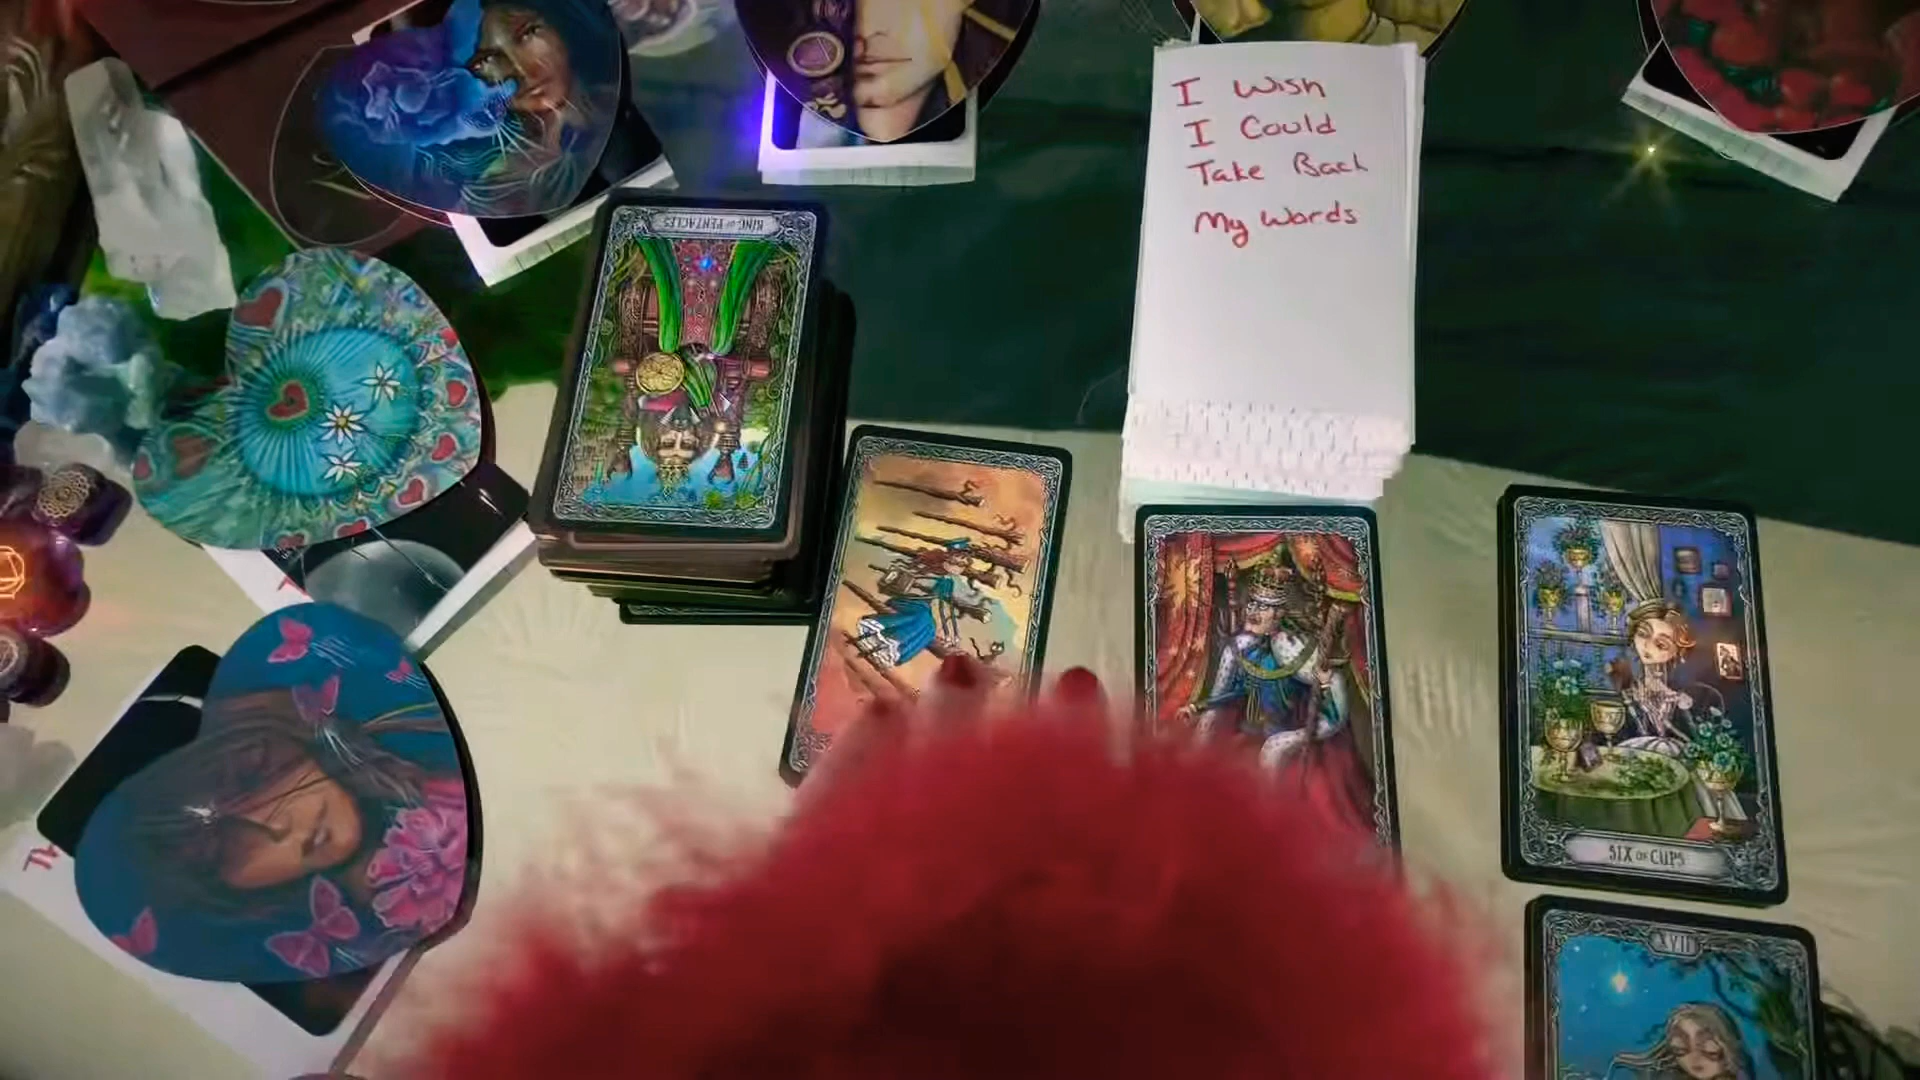 I Wish
I Could
Take Back
My Words
KING OF PENTACLES
SIX OF CUPS
XVII